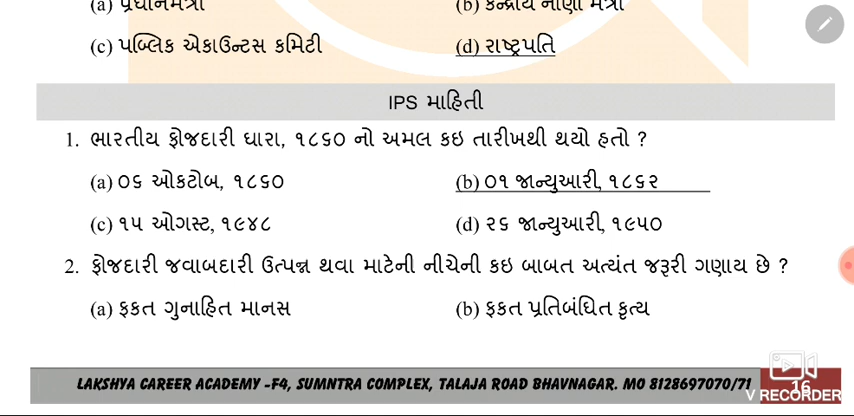 (a) પ્રધાનમંત્રી (b) કેન્દ્રીય નાણા મંત્રી
(c) પબ્લિક એકાઉન્ટસ કમિટી (d) રાષ્ટ્રપતિ
IPS માહિતી
1. ભારતીય ફોજદારી ધારા, ૧૮૬૦ નો અમલ કઇ તારીખથી થયો હતો ?
(a) ૦૬ ઓકટોબ, ૧૮૬૦ (b) ૦૧ જાન્યુઆરી, ૧૮૬૨
(c) ૧૫ ઓગસ્ટ, ૧૯૪૮ (d) ૨૬ જાન્યુઆરી, ૧૯૫૦
2. ફોજદારી જવાબદારી ઉત્પન્ન થવા માટેની નીચેની કઇ બાબત અત્યંત જરૂરી ગણાય છે ?
(a) ફકત ગુનાહિત માનસ (b) ફકત પ્રતિબંધિત કૃત્ય
LAKSHYA CAREER ACADEMY -F4, SUMNTRA COMPLEX, TALAJA ROAD BHAVNAGAR. MO 8128697070/71 16
V RECORDER